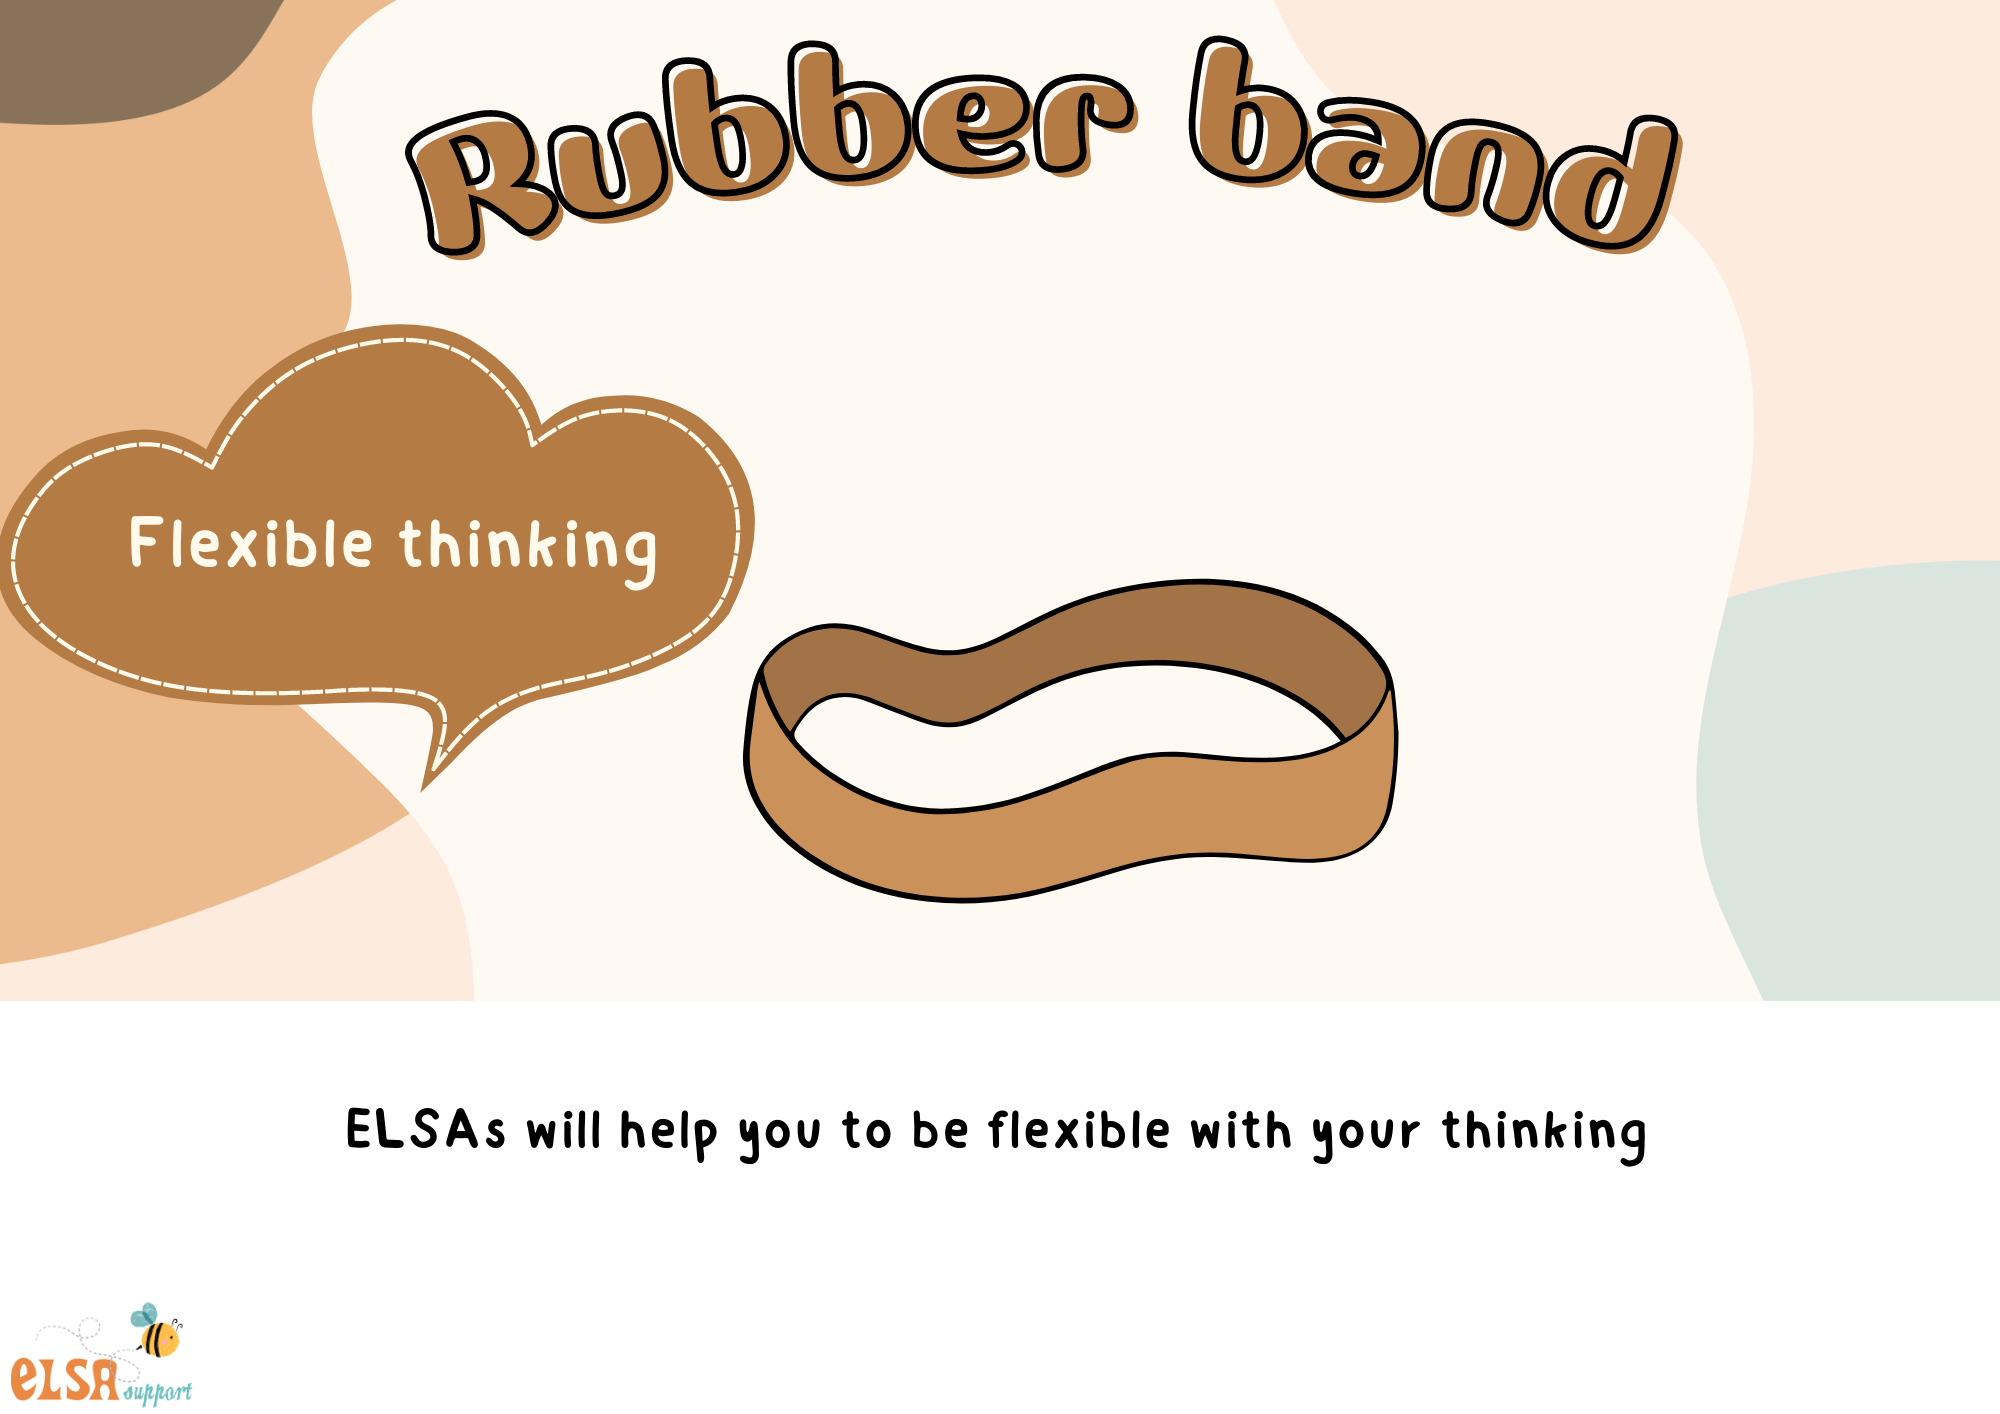 Rubber band
Flexible thinking
ELSAs will help you to be flexible with your thinking
eLSA support